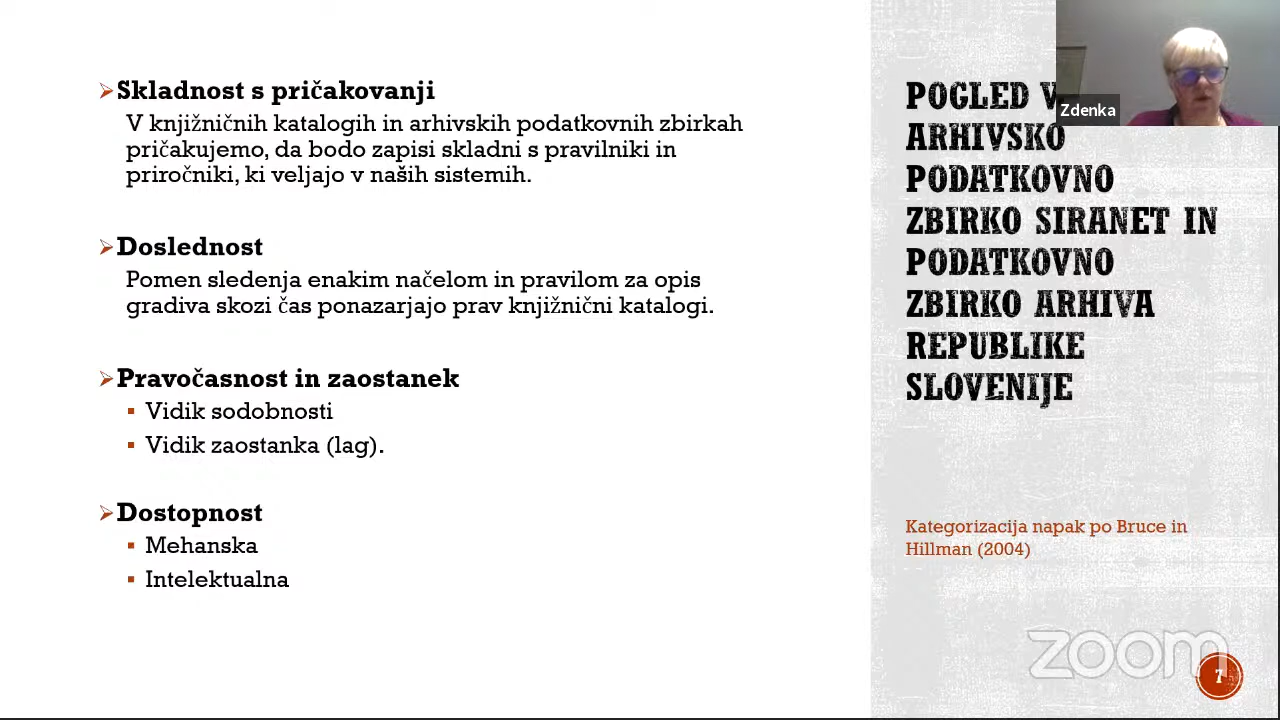 ➢Skladnost s pričakovanji
V knjižničnih katalogih in arhivskih podatkovnih zbirkah
pričakujemo, da bodo zapisi skladni s pravilniki in
priročniki, ki veljajo v naših sistemih.
➢Doslednost
Pomen sledenja enakim načelom in pravilom za opis
gradiva skozi čas ponazarjajo prav knjižnični katalogi.
➢Pravočasnost in zaostanek
▪ Vidik sodobnosti
▪ Vidik zaostanka (lag).
➢Dostopnost
▪ Mehanska
▪ Intelektualna
POGLED V
ARHIVSKO
PODATKOVNO
ZBIRKO SIRANET IN
PODATKOVNO
ZBIRKO ARHIVA
REPUBLIKE
SLOVENIJE
Kategorizacija napak po Bruce in
Hillman (2004)
Zdenka
zoom
7